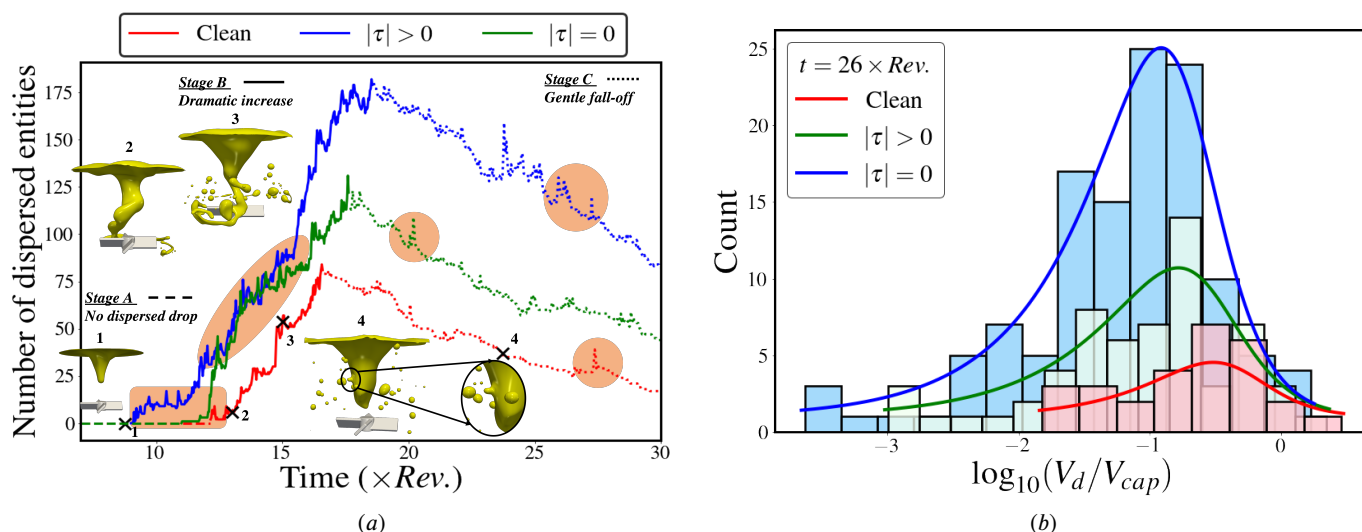 Clean |τ| > 0 |τ| = 0
Number of dispersed entities
175
150
125
100
75
50
25
0
Stage B
Dramatic increase
Stage C
Gentle fall-off
Stage A
No dispersed drop
1
2
3
4
1
2
3
4
10 15 20 25 30
Time (×Rev.)
(a)
t = 26 × Rev.
Clean
|τ| > 0
|τ| = 0
Count
25
20
15
10
5
0
−3 −2 −1 0
log10(Vd/Vcap)
(b)